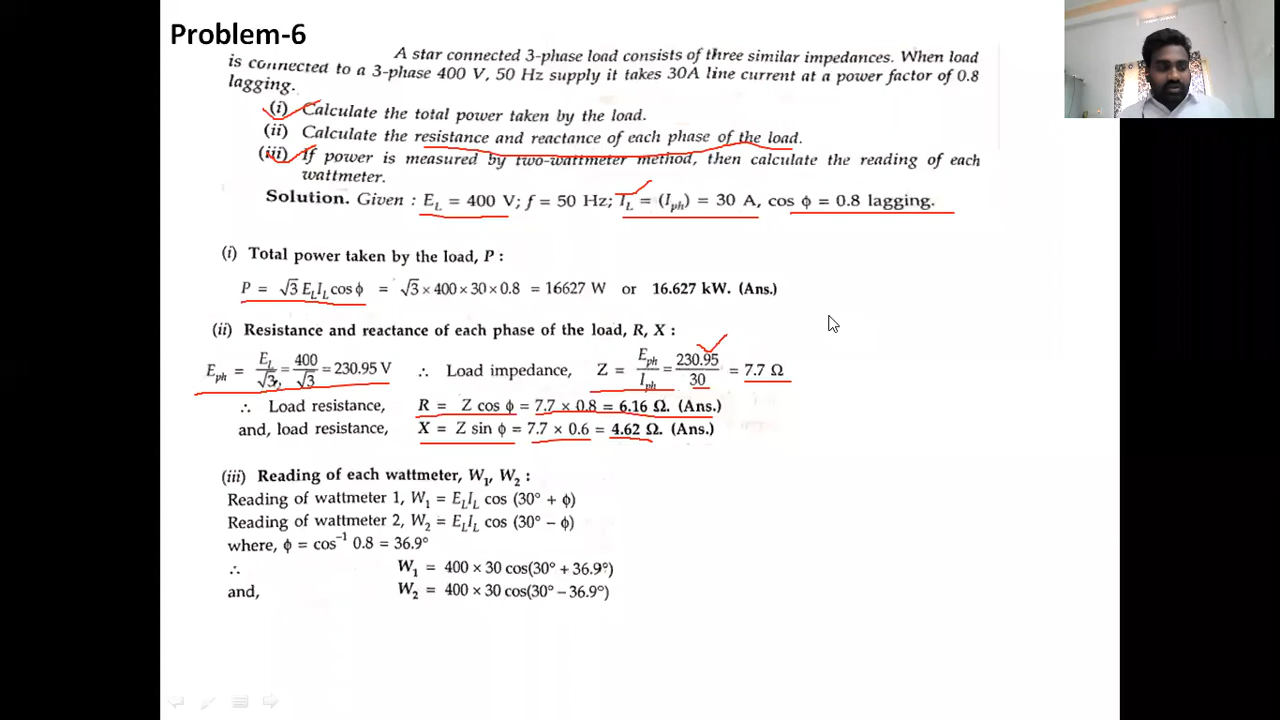 Problem-6
A star connected 3-phase load consists of three similar impedances. When load
is connected to a 3-phase 400 V, 50 Hz supply it takes 30A line current at a power factor of 0.8
lagging.
(i) Calculate the total power taken by the load.
(ii) Calculate the resistance and reactance of each phase of the load.
(iii) If power is measured by two-wattmeter method, then calculate the reading of each
wattmeter.
Solution. Given : E_L = 400 V; f = 50 Hz; I_L = (I_ph) = 30 A, cos ϕ = 0.8 lagging.
(i) Total power taken by the load, P :
P = √3 E_L I_L cos ϕ = √3 × 400 × 30 × 0.8 = 16627 W or 16.627 kW. (Ans.)
(ii) Resistance and reactance of each phase of the load, R, X :
E_ph = E_L/√3 = 400/√3 = 230.95 V ∴ Load impedance, Z = E_ph/I_ph = 230.95/30 = 7.7 Ω
∴ Load resistance, R = Z cos ϕ = 7.7 × 0.8 = 6.16 Ω. (Ans.)
and, load resistance, X = Z sin ϕ = 7.7 × 0.6 = 4.62 Ω. (Ans.)
(iii) Reading of each wattmeter, W₁, W₂ :
Reading of wattmeter 1, W₁ = E_L I_L cos (30° + ϕ)
Reading of wattmeter 2, W₂ = E_L I_L cos (30° − ϕ)
where, ϕ = cos⁻¹ 0.8 = 36.9°
∴ W₁ = 400 × 30 cos(30° + 36.9°)
and, W₂ = 400 × 30 cos(30° − 36.9°)